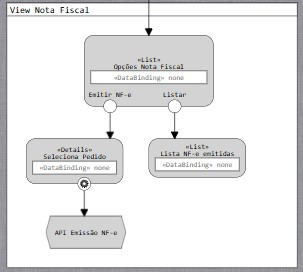 View Nota Fiscal
«List»
Opções Nota Fiscal
«DataBinding» none
Emitir NF-e
Listar
«Details»
Seleciona Pedido
«DataBinding» none
«List»
Lista NF-e emitidas
«DataBinding» none
API Emissão NF-e